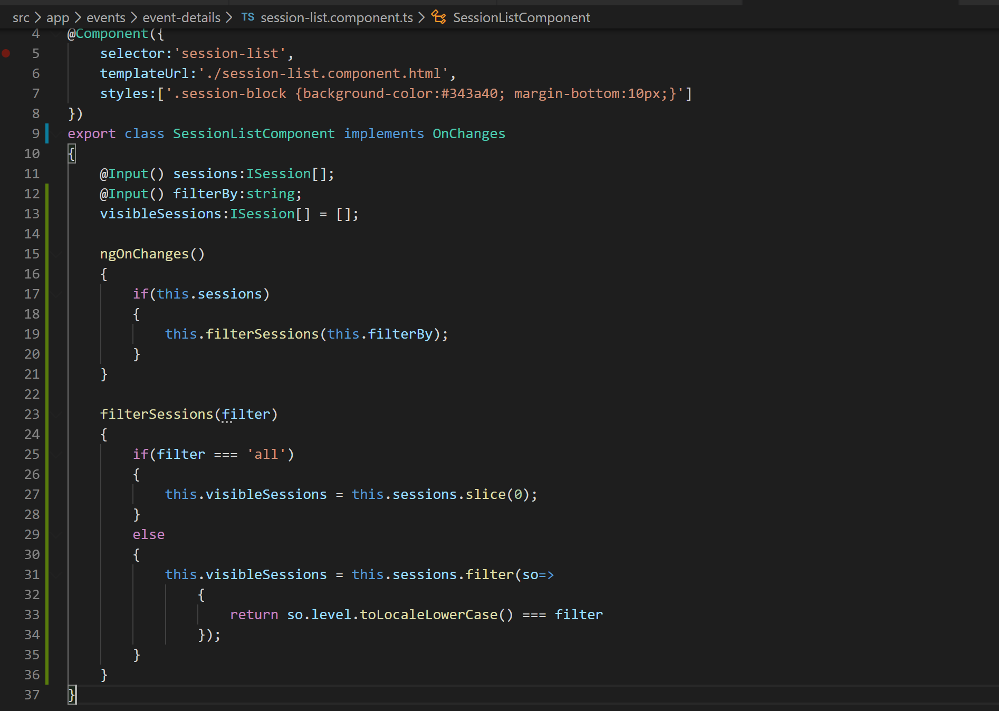 src > app > events > event-details > TS session-list.component.ts > SessionListComponent
4 @Component({
5     selector:'session-list',
6     templateUrl:'./session-list.component.html',
7     styles:['.session-block {background-color:#343a40; margin-bottom:10px;}']
8 })
9 export class SessionListComponent implements OnChanges
10 {
11     @Input() sessions:ISession[];
12     @Input() filterBy:string;
13     visibleSessions:ISession[] = [];
14
15     ngOnChanges()
16     {
17         if(this.sessions)
18         {
19             this.filterSessions(this.filterBy);
20         }
21     }
22
23     filterSessions(filter)
24     {
25         if(filter === 'all')
26         {
27             this.visibleSessions = this.sessions.slice(0);
28         }
29         else
30         {
31             this.visibleSessions = this.sessions.filter(so=>
32                 {
33                     return so.level.toLocaleLowerCase() === filter
34                 });
35         }
36     }
37 }